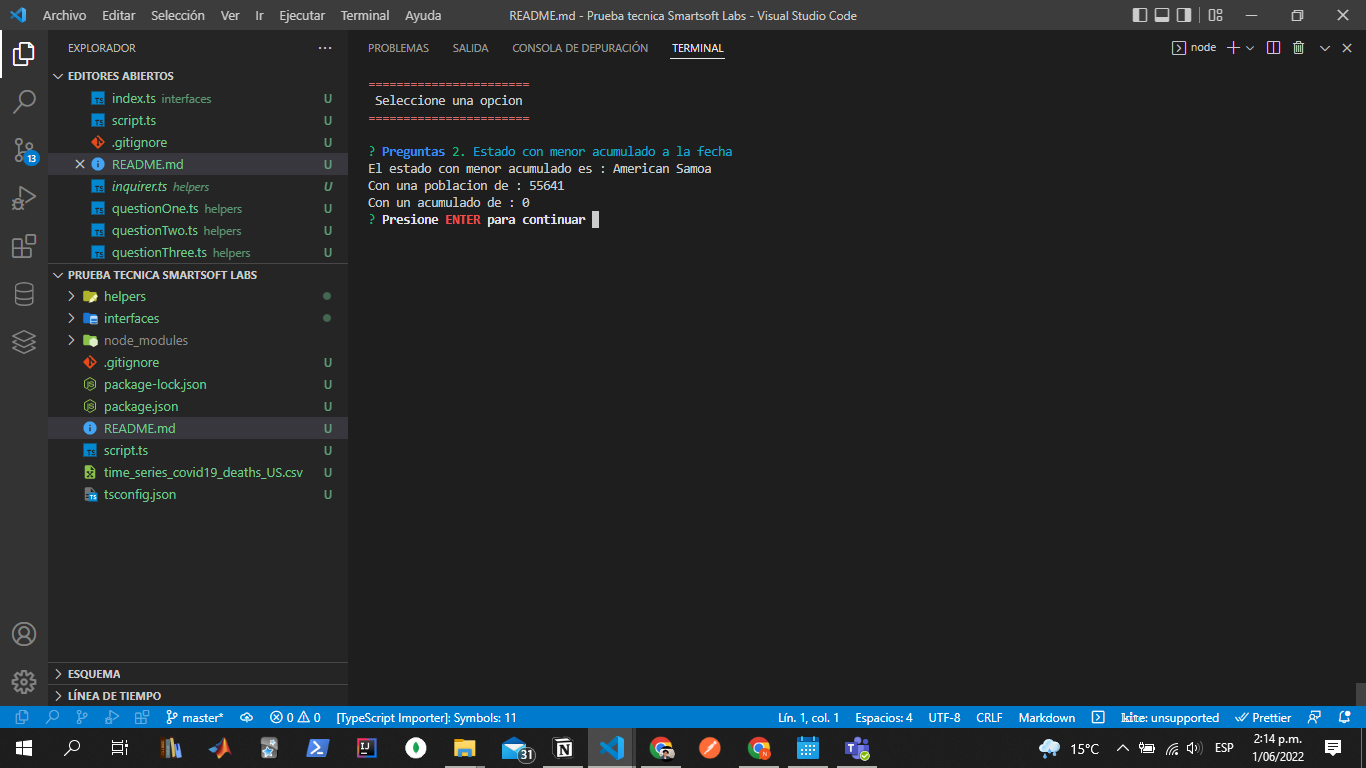 Archivo Editar Selección Ver Ir Ejecutar Terminal Ayuda README.md - Prueba tecnica Smartsoft Labs - Visual Studio Code
EXPLORADOR
EDITORES ABIERTOS
index.ts interfaces U
script.ts U
.gitignore U
README.md U
inquirer.ts helpers U
questionOne.ts helpers U
questionTwo.ts helpers U
questionThree.ts helpers U
PRUEBA TECNICA SMARTSOFT LABS
helpers
interfaces
node_modules
.gitignore U
package-lock.json U
package.json U
README.md U
script.ts U
time_series_covid19_deaths_US.csv U
tsconfig.json U
ESQUEMA
LÍNEA DE TIEMPO
13
PROBLEMAS SALIDA CONSOLA DE DEPURACIÓN TERMINAL node
=======================
Seleccione una opcion
=======================
? Preguntas 2. Estado con menor acumulado a la fecha
El estado con menor acumulado es : American Samoa
Con una poblacion de : 55641
Con un acumulado de : 0
? Presione ENTER para continuar
master* 0 0 [TypeScript Importer]: Symbols: 11 Lín. 1, col. 1 Espacios: 4 UTF-8 CRLF Markdown kite: unsupported Prettier
31 15°C ESP 2:14 p.m.
1/06/2022